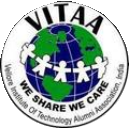 VITAA
WE SHARE WE CARE
Vellore Institute Of Technology Alumni Association, India